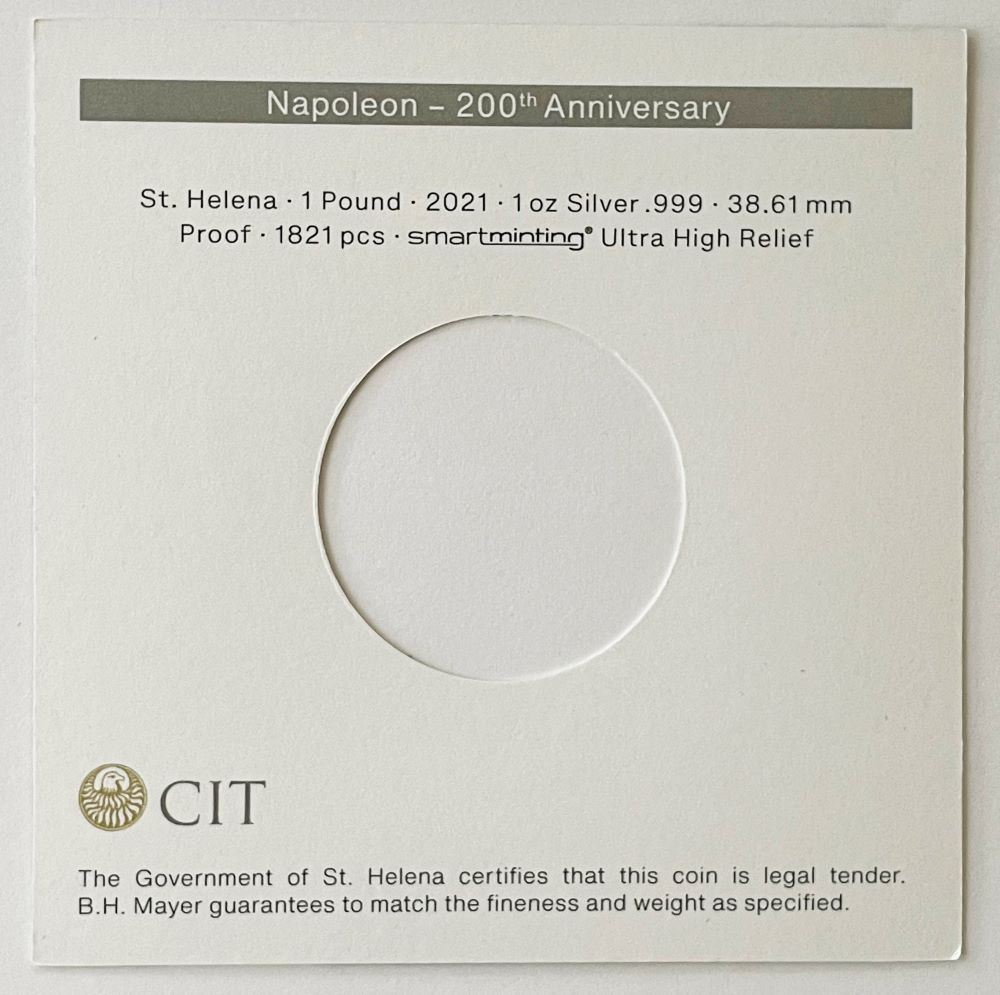 Napoleon – 200th Anniversary
St. Helena · 1 Pound · 2021 · 1 oz Silver .999 · 38.61 mm
Proof · 1821 pcs · smartminting® Ultra High Relief
CIT
The Government of St. Helena certifies that this coin is legal tender.
B.H. Mayer guarantees to match the fineness and weight as specified.